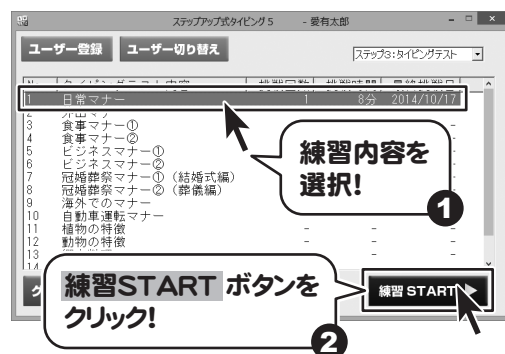 ステップアップ式タイピング５ - 愛有太郎
ユーザー登録 ユーザー切り替え
ステップ3:タイピングテスト
1 日常マナー 1 8分 2014/10/17
3 食事マナー① -
4 食事マナー② -
5 ビジネスマナー①
6 ビジネスマナー②
7 冠婚葬祭マナー①（結婚式編）
8 冠婚葬祭マナー②（葬儀編）
9 海外でのマナー
10 自動車運転マナー
11 植物の特徴 - - -
12 動物の特徴 - - -
13
練習内容を
選択!
1
練習START ボタンを
クリック!
2
練習 START